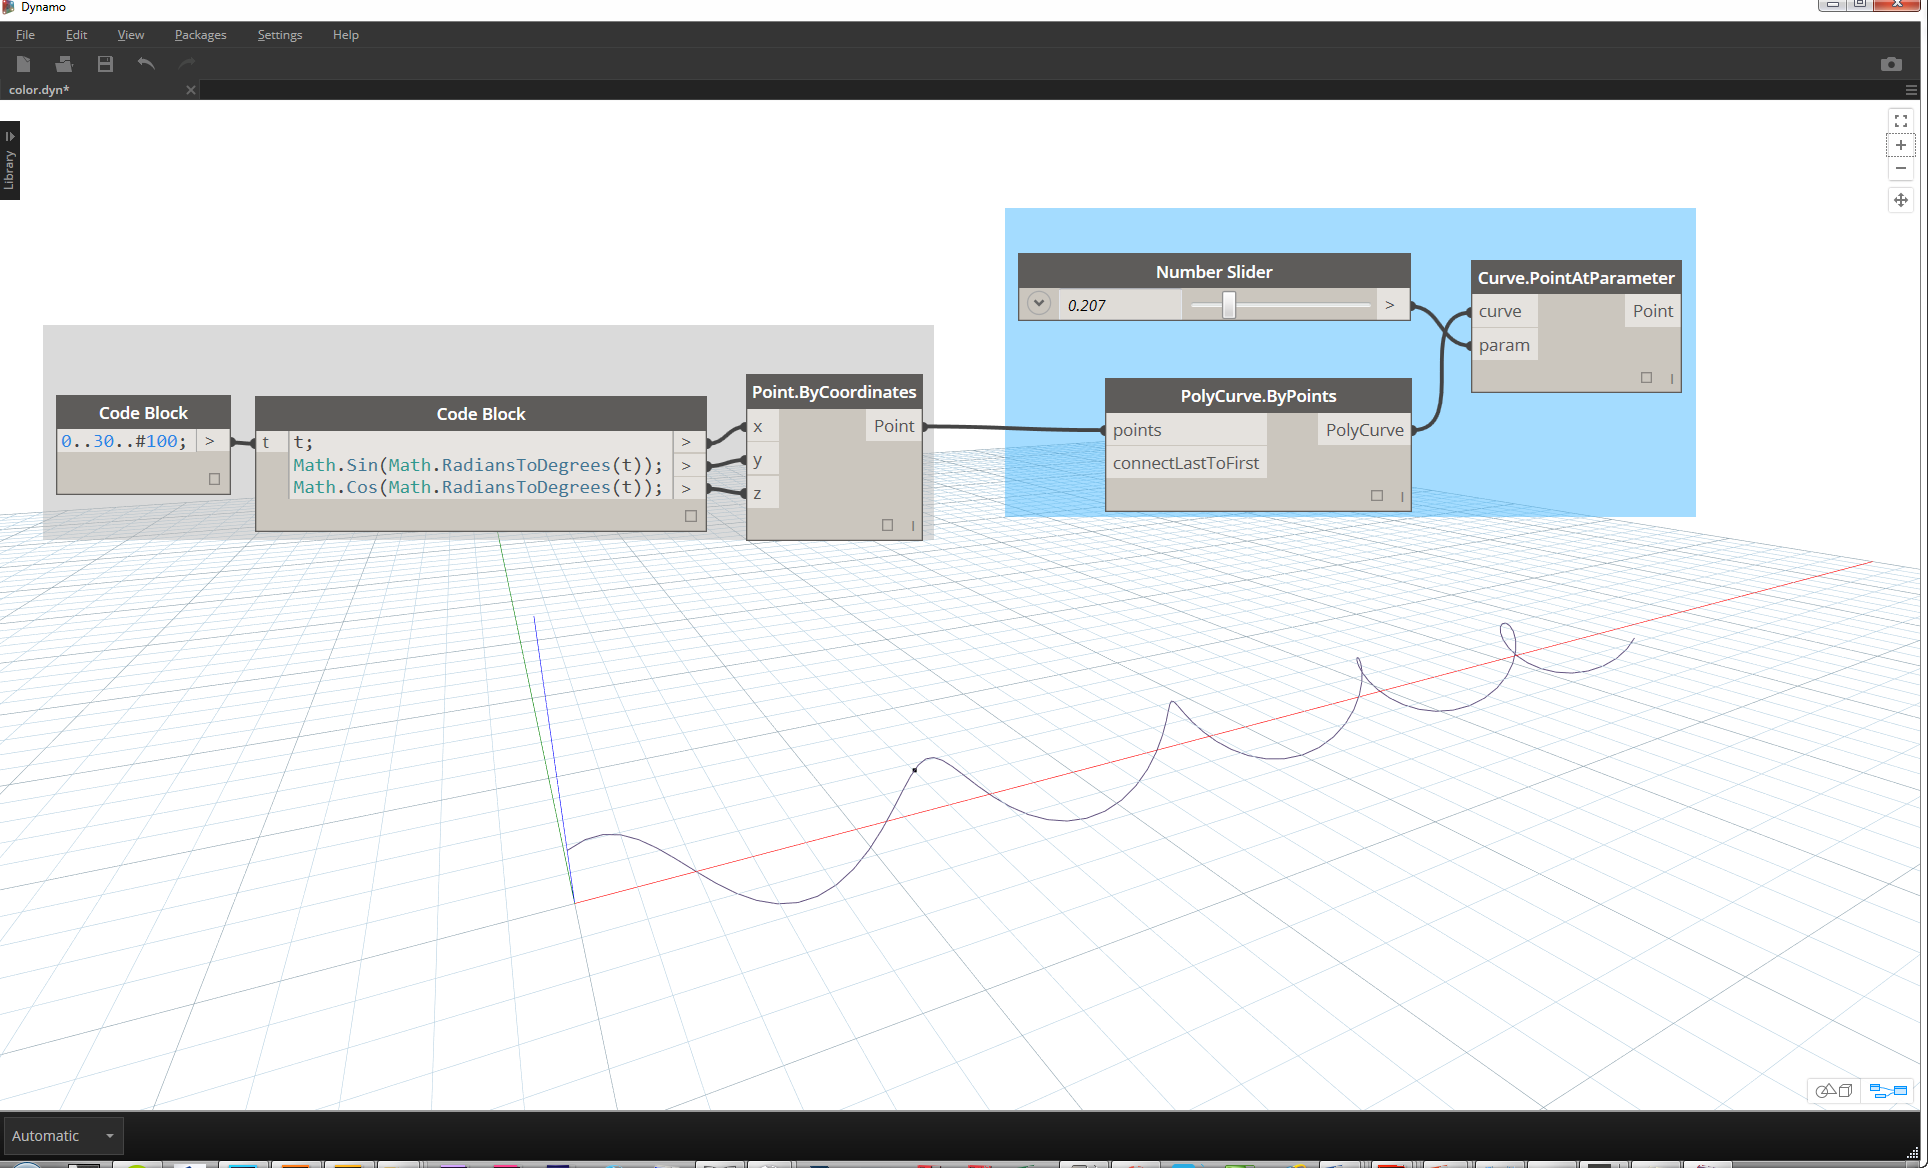 Dynamo
File Edit View Packages Settings Help
color.dyn*
Library
Number Slider
0.207
>
Curve.PointAtParameter
curve
Point
param
Code Block
0..30..#100;
>
Code Block
t
t;
>
Math.Sin(Math.RadiansToDegrees(t));
>
Math.Cos(Math.RadiansToDegrees(t));
>
Point.ByCoordinates
x
Point
y
z
PolyCurve.ByPoints
points
PolyCurve
connectLastToFirst
Automatic